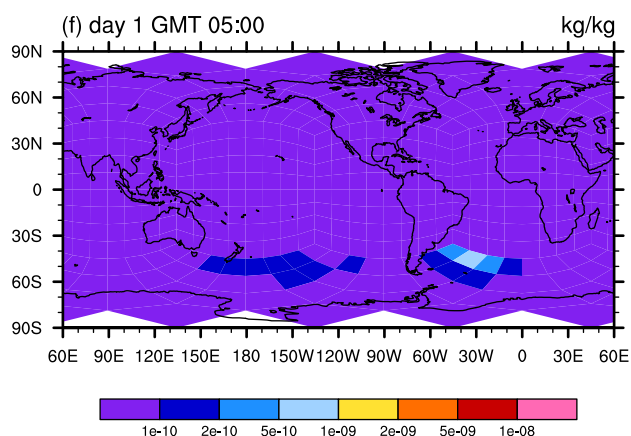 (f) day 1 GMT 05:00 kg/kg
90N
60N
30N
0
30S
60S
90S
60E 90E 120E 150E 180 150W 120W 90W 60W 30W 0 30E 60E
1e-10 2e-10 5e-10 1e-09 2e-09 5e-09 1e-08